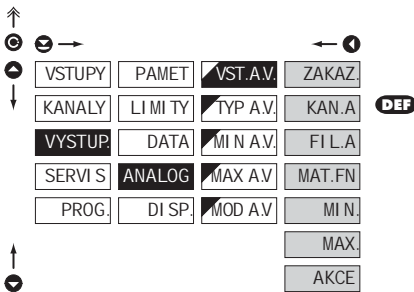 VSTUPY PAMET VST.A.V. ZAKAZ.
KANALY LIMITY TYP A.V. KAN.A DEF
VYSTUP. DATA MIN A.V. FIL.A
SERVIS ANALOG MAX A.V MAT.FN
PROG. DISP. MOD A.V MIN.
MAX.
AKCE